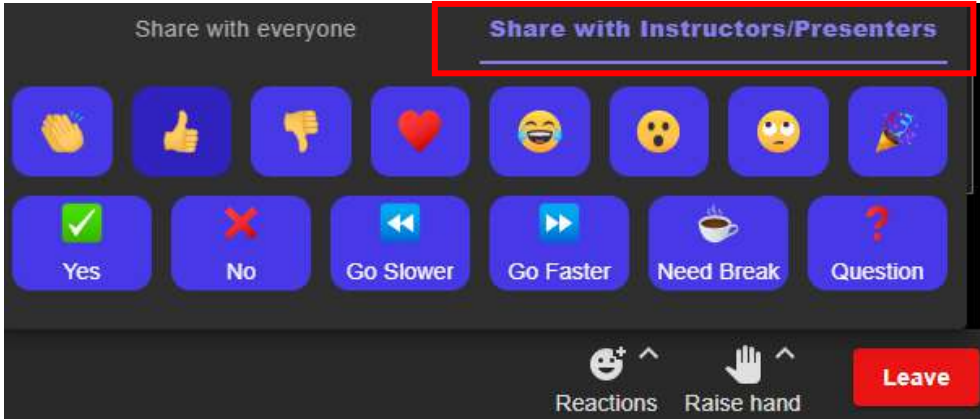 Share with everyone
Share with Instructors/Presenters
Yes
No
Go Slower
Go Faster
Need Break
Question
Reactions
Raise hand
Leave